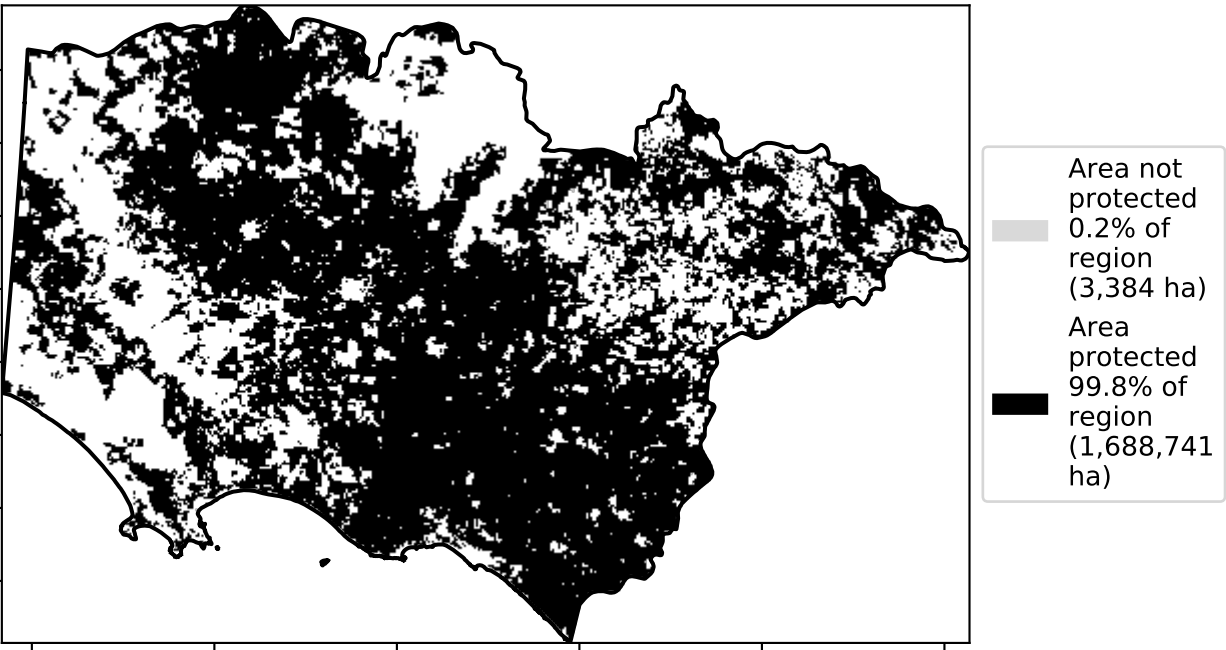 Area not
protected
0.2% of
region
(3,384 ha)
Area
protected
99.8% of
region
(1,688,741
ha)